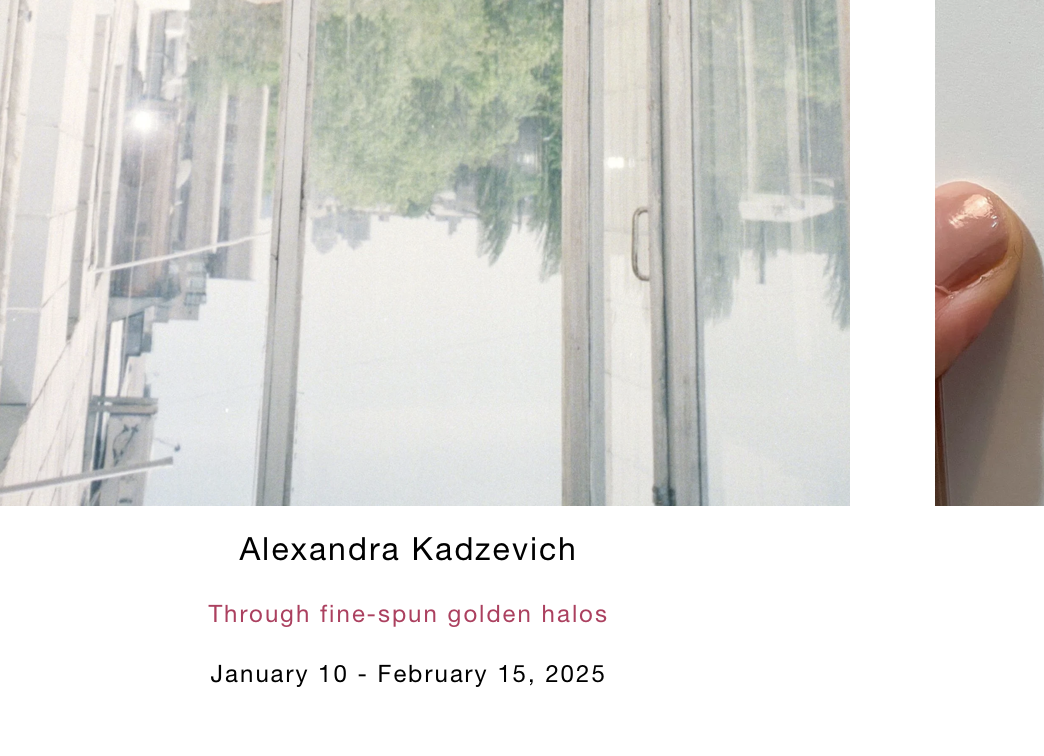 Alexandra Kadzevich
Through fine-spun golden halos
January 10 - February 15, 2025